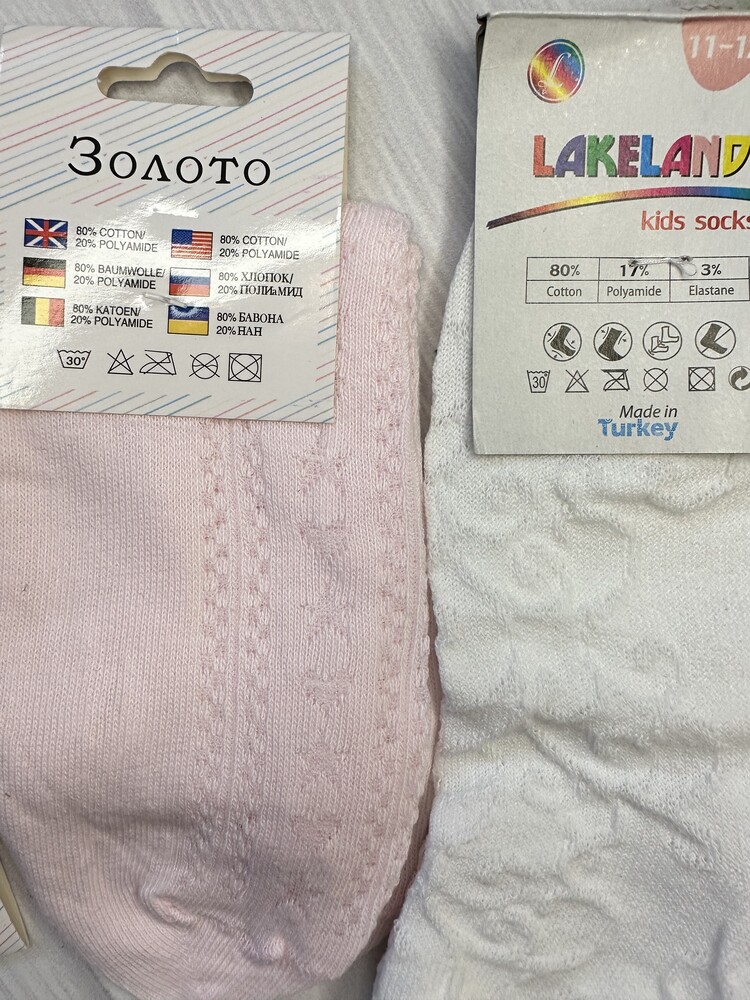 Золото
80% COTTON/
20% POLYAMIDE
80% COTTON/
20% POLYAMIDE
80% BAUMWOLLE/
20% POLYAMIDE
80% ХЛОПОК/
20% ПОЛИаМИД
80% KATOEN/
20% POLYAMIDE
80% БАВОНА
20% НАН
30°
11-1
LAKELAND
kids socks
80% 17% 3%
Cotton Polyamide Elastane
30
Made in
Turkey